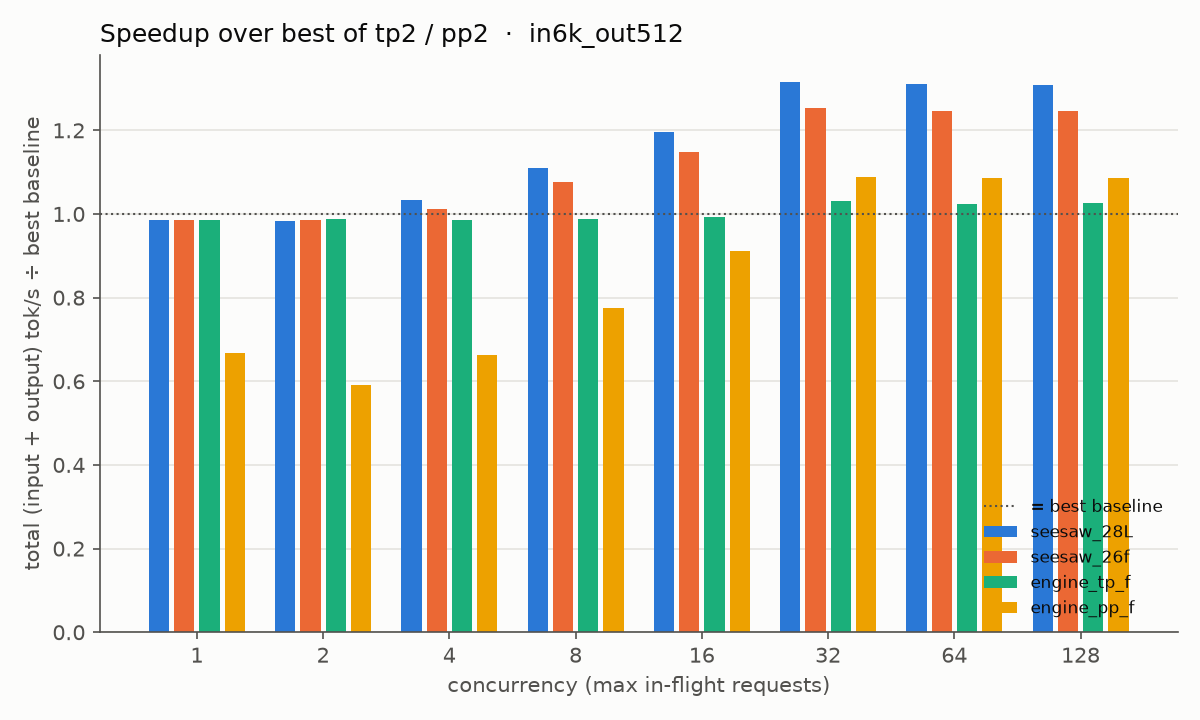 Speedup over best of tp2 / pp2 · in6k_out512
total (input + output) tok/s ÷ best baseline
1.2
1.0
0.8
0.6
0.4
0.2
0.0
= best baseline
seesaw_28L
seesaw_26f
engine_tp_f
engine_pp_f
1 2 4 8 16 32 64 128
concurrency (max in-flight requests)